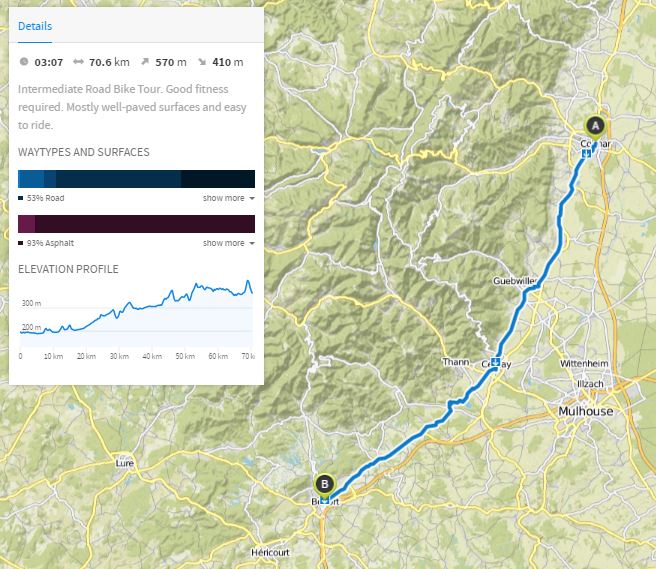 Details
03:07 70.6 km 570 m 410 m
Intermediate Road Bike Tour. Good fitness
required. Mostly well-paved surfaces and easy
to ride.
WAYTYPES AND SURFACES
53% Road show more
93% Asphalt show more
ELEVATION PROFILE
300 m
200 m
0 10 km 20 km 30 km 40 km 50 km 60 km 70 k
A
Guebwiller
Thann
Wittenheim
Illzach
Mulhouse
Lure
B
Héricourt